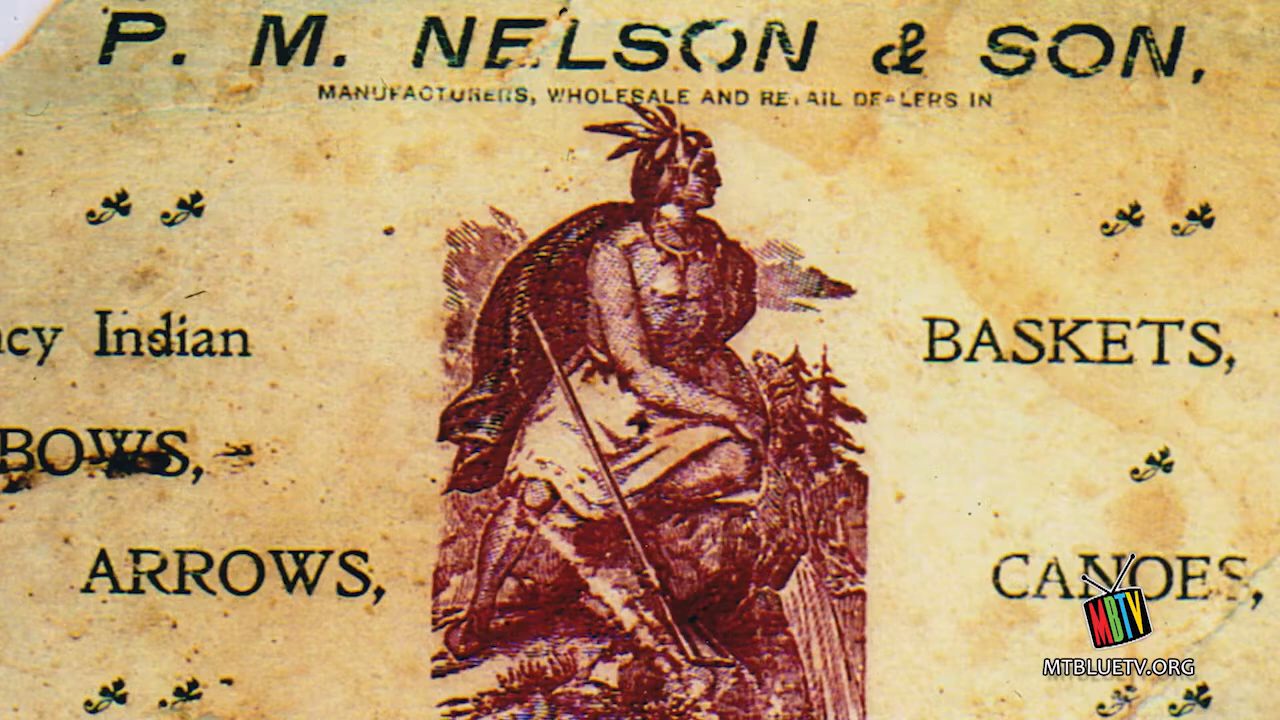 P. M. NELSON & SON,
MANUFACTURERS, WHOLESALE AND RETAIL DEALERS IN
Indian
BASKETS,
BOWS,
ARROWS,
CANOES,
MBTV
MTBLUETV.ORG